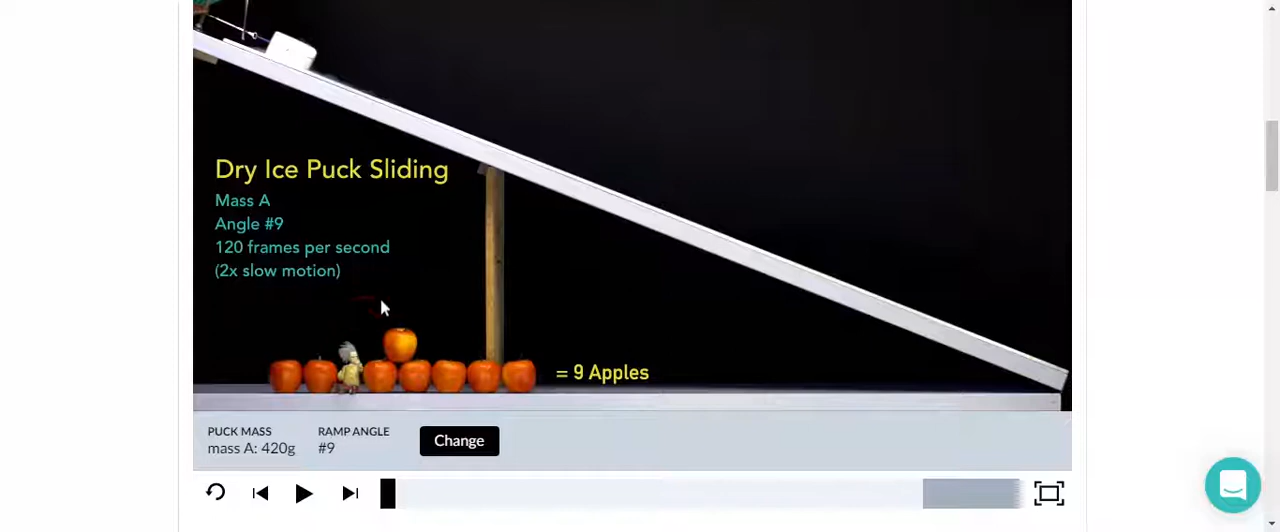 Dry Ice Puck Sliding
Mass A
Angle #9
120 frames per second
(2x slow motion)
= 9 Apples
PUCK MASS
mass A: 420g
RAMP ANGLE
#9
Change